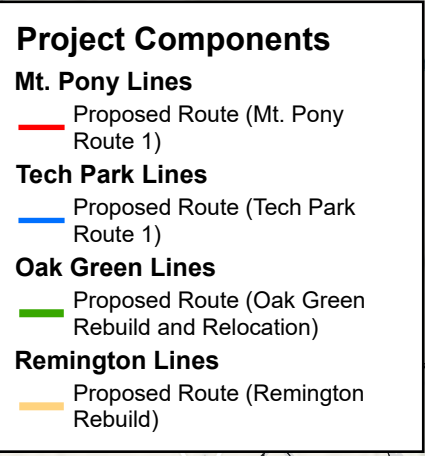 Project Components
Mt. Pony Lines
Proposed Route (Mt. Pony
Route 1)
Tech Park Lines
Proposed Route (Tech Park
Route 1)
Oak Green Lines
Proposed Route (Oak Green
Rebuild and Relocation)
Remington Lines
Proposed Route (Remington
Rebuild)